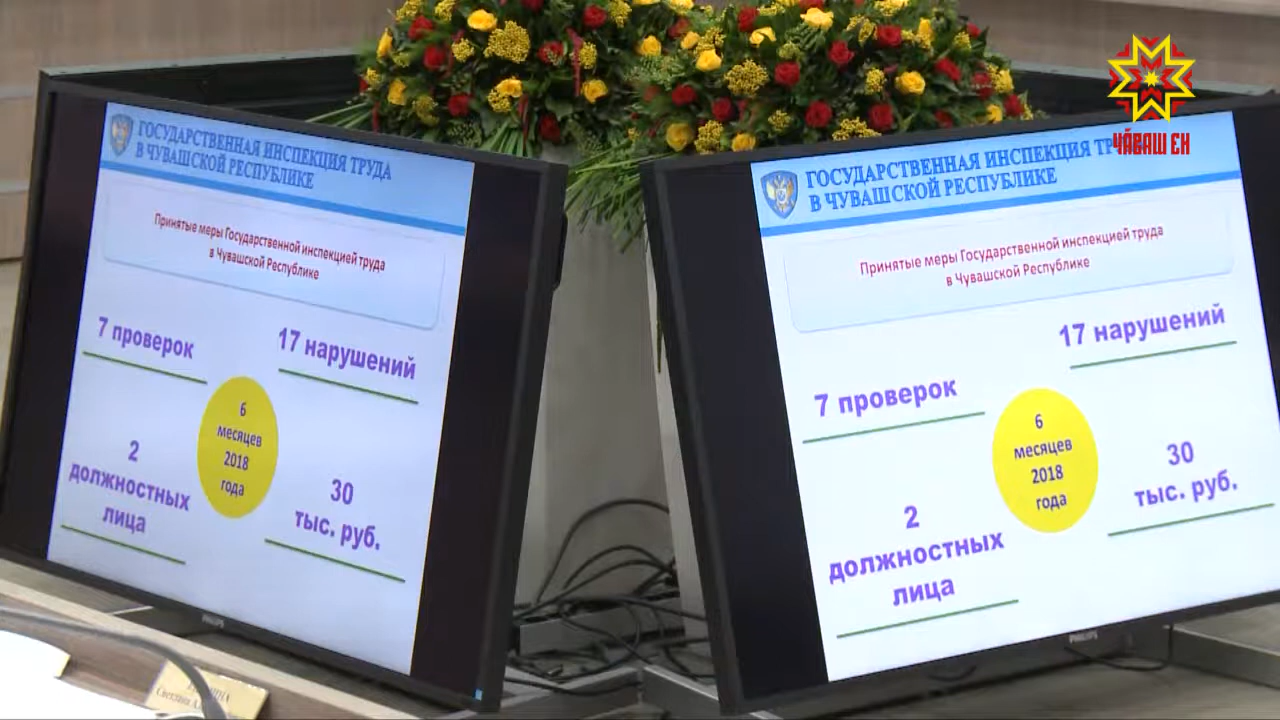 ГОСУДАРСТВЕННАЯ ИНСПЕКЦИЯ ТРУДА
В ЧУВАШСКОЙ РЕСПУБЛИКЕ
Принятые меры Государственной инспекцией труда
в Чувашской Республике
7 проверок
17 нарушений
6
месяцев
2018
года
2
должностных
лица
30
тыс. руб.
PHILIPS
ГОСУДАРСТВЕННАЯ ИНСПЕКЦИЯ
В ЧУВАШСКОЙ РЕСПУБЛИКЕ
Принятые меры Государственной инспекцией труда
в Чувашской Республике
17 нарушений
7 проверок
6
месяцев
2018
года
30
тыс. руб.
2
должностных
лица
PHILIPS
ЧӐВАШ ЕН
Светлана